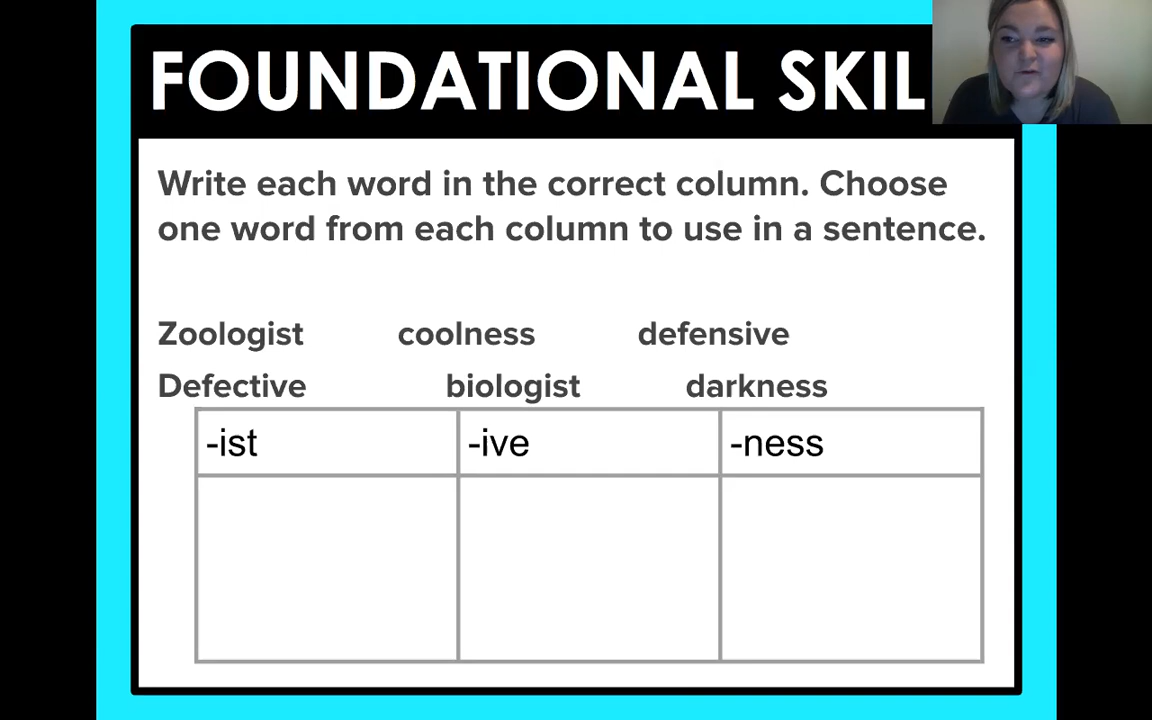 FOUNDATIONAL SKIL
Write each word in the correct column. Choose
one word from each column to use in a sentence.
Zoologist coolness defensive
Defective biologist darkness
-ist -ive -ness